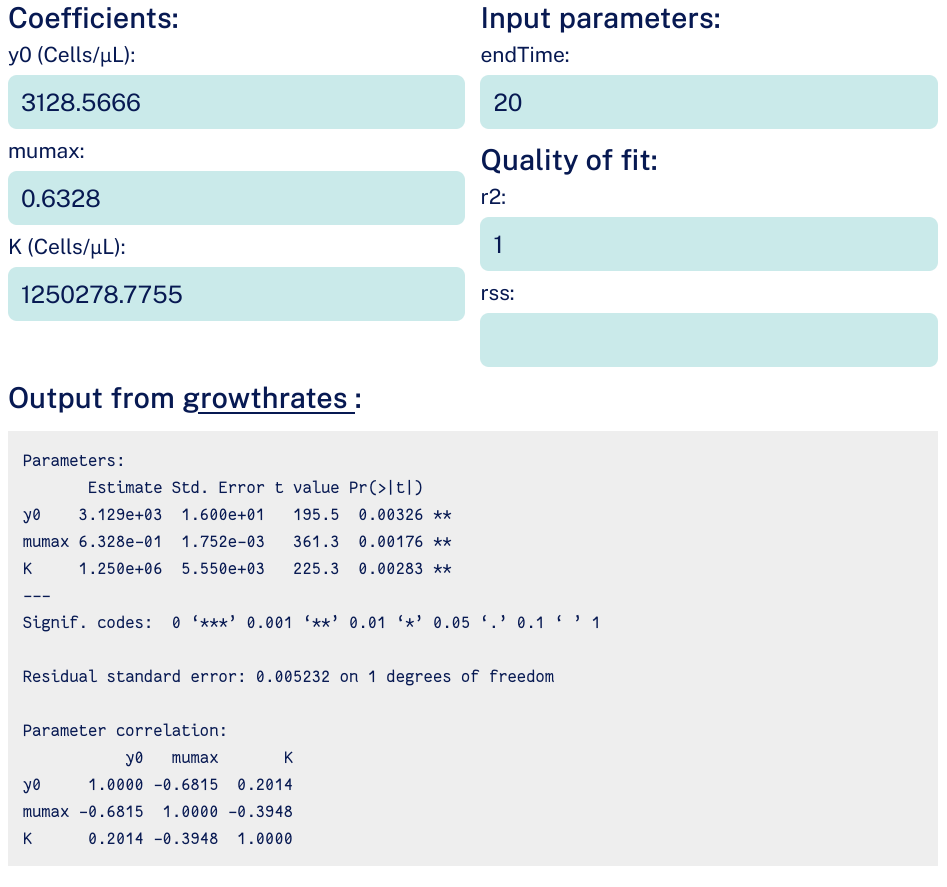 Coefficients:
y0 (Cells/μL):
3128.5666
mumax:
0.6328
K (Cells/μL):
1250278.7755
Input parameters:
endTime:
20
Quality of fit:
r2:
1
rss:
Output from growthrates :
Parameters:
       Estimate Std. Error t value Pr(>|t|)
y0    3.129e+03  1.600e+01   195.5  0.00326 **
mumax 6.328e-01  1.752e-03   361.3  0.00176 **
K     1.250e+06  5.550e+03   225.3  0.00283 **
---
Signif. codes:  0 ‘***’ 0.001 ‘**’ 0.01 ‘*’ 0.05 ‘.’ 0.1 ‘ ’ 1
Residual standard error: 0.005232 on 1 degrees of freedom
Parameter correlation:
           y0   mumax       K
y0     1.0000 -0.6815  0.2014
mumax -0.6815  1.0000 -0.3948
K      0.2014 -0.3948  1.0000